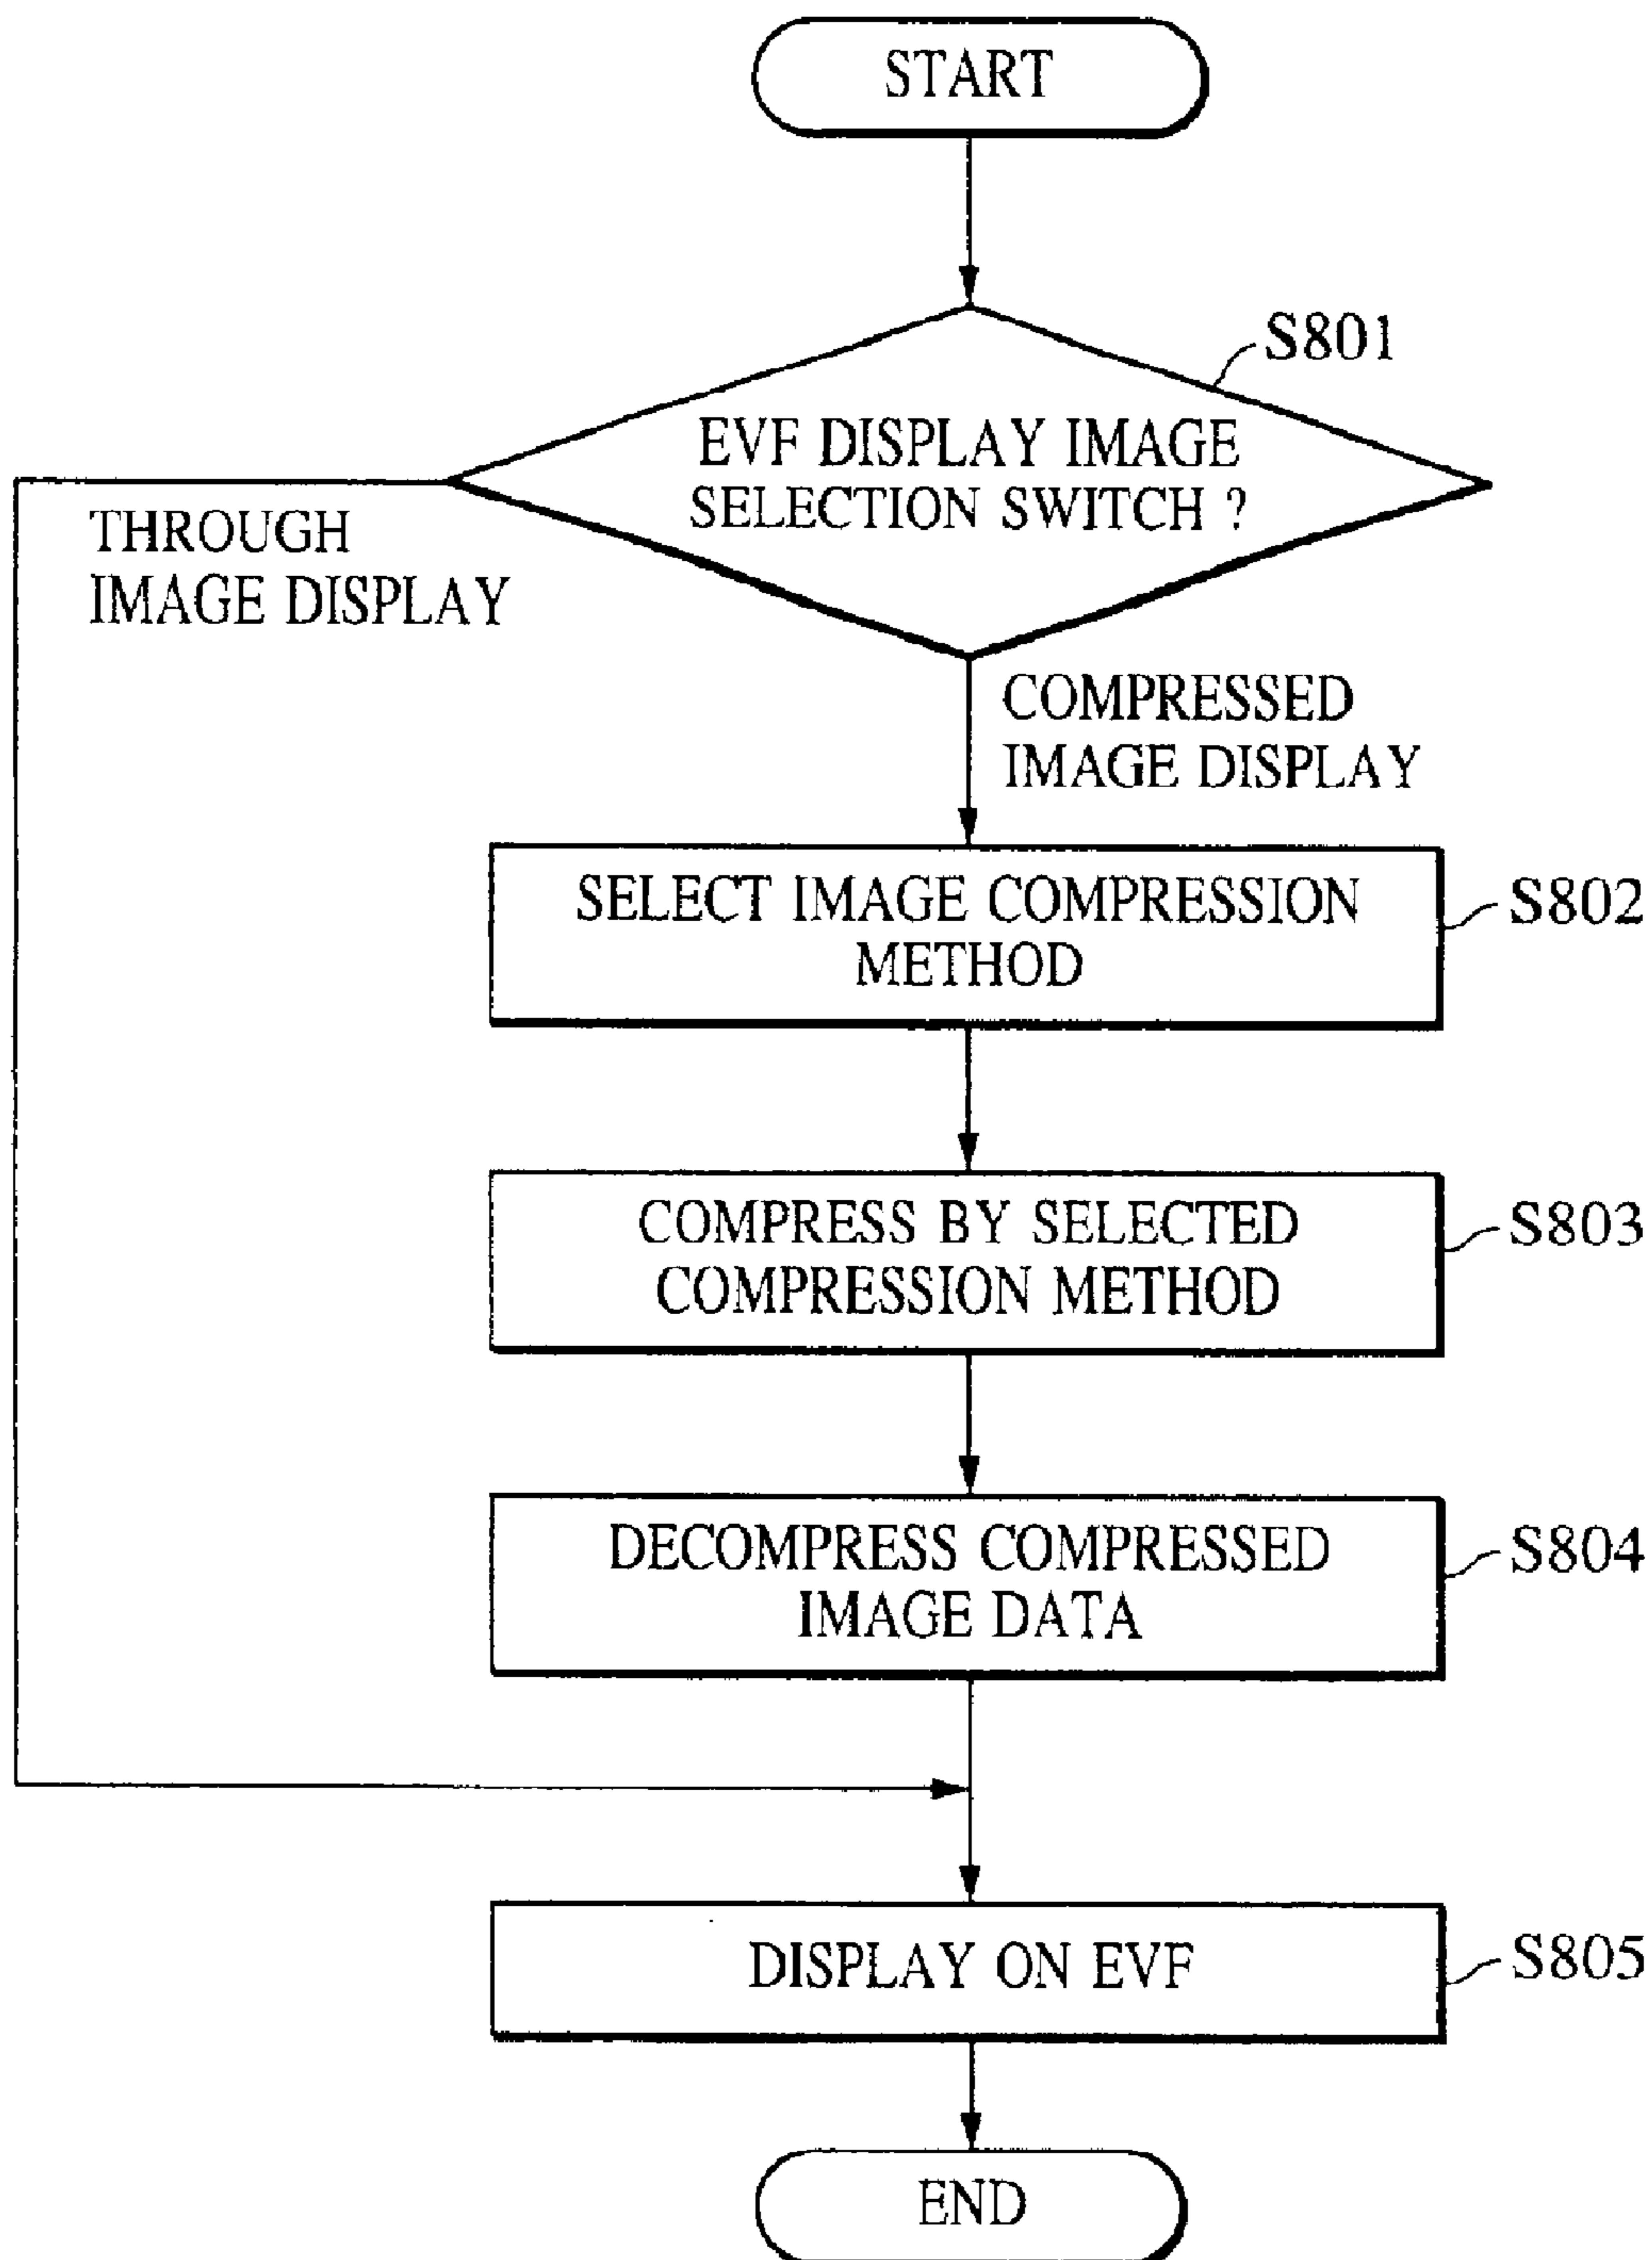 START
S801
EVF DISPLAY IMAGE
SELECTION SWITCH ?
THROUGH
IMAGE DISPLAY
COMPRESSED
IMAGE DISPLAY
SELECT IMAGE COMPRESSION
METHOD
S802
COMPRESS BY SELECTED
COMPRESSION METHOD
S803
DECOMPRESS COMPRESSED
IMAGE DATA
S804
DISPLAY ON EVF
S805
END